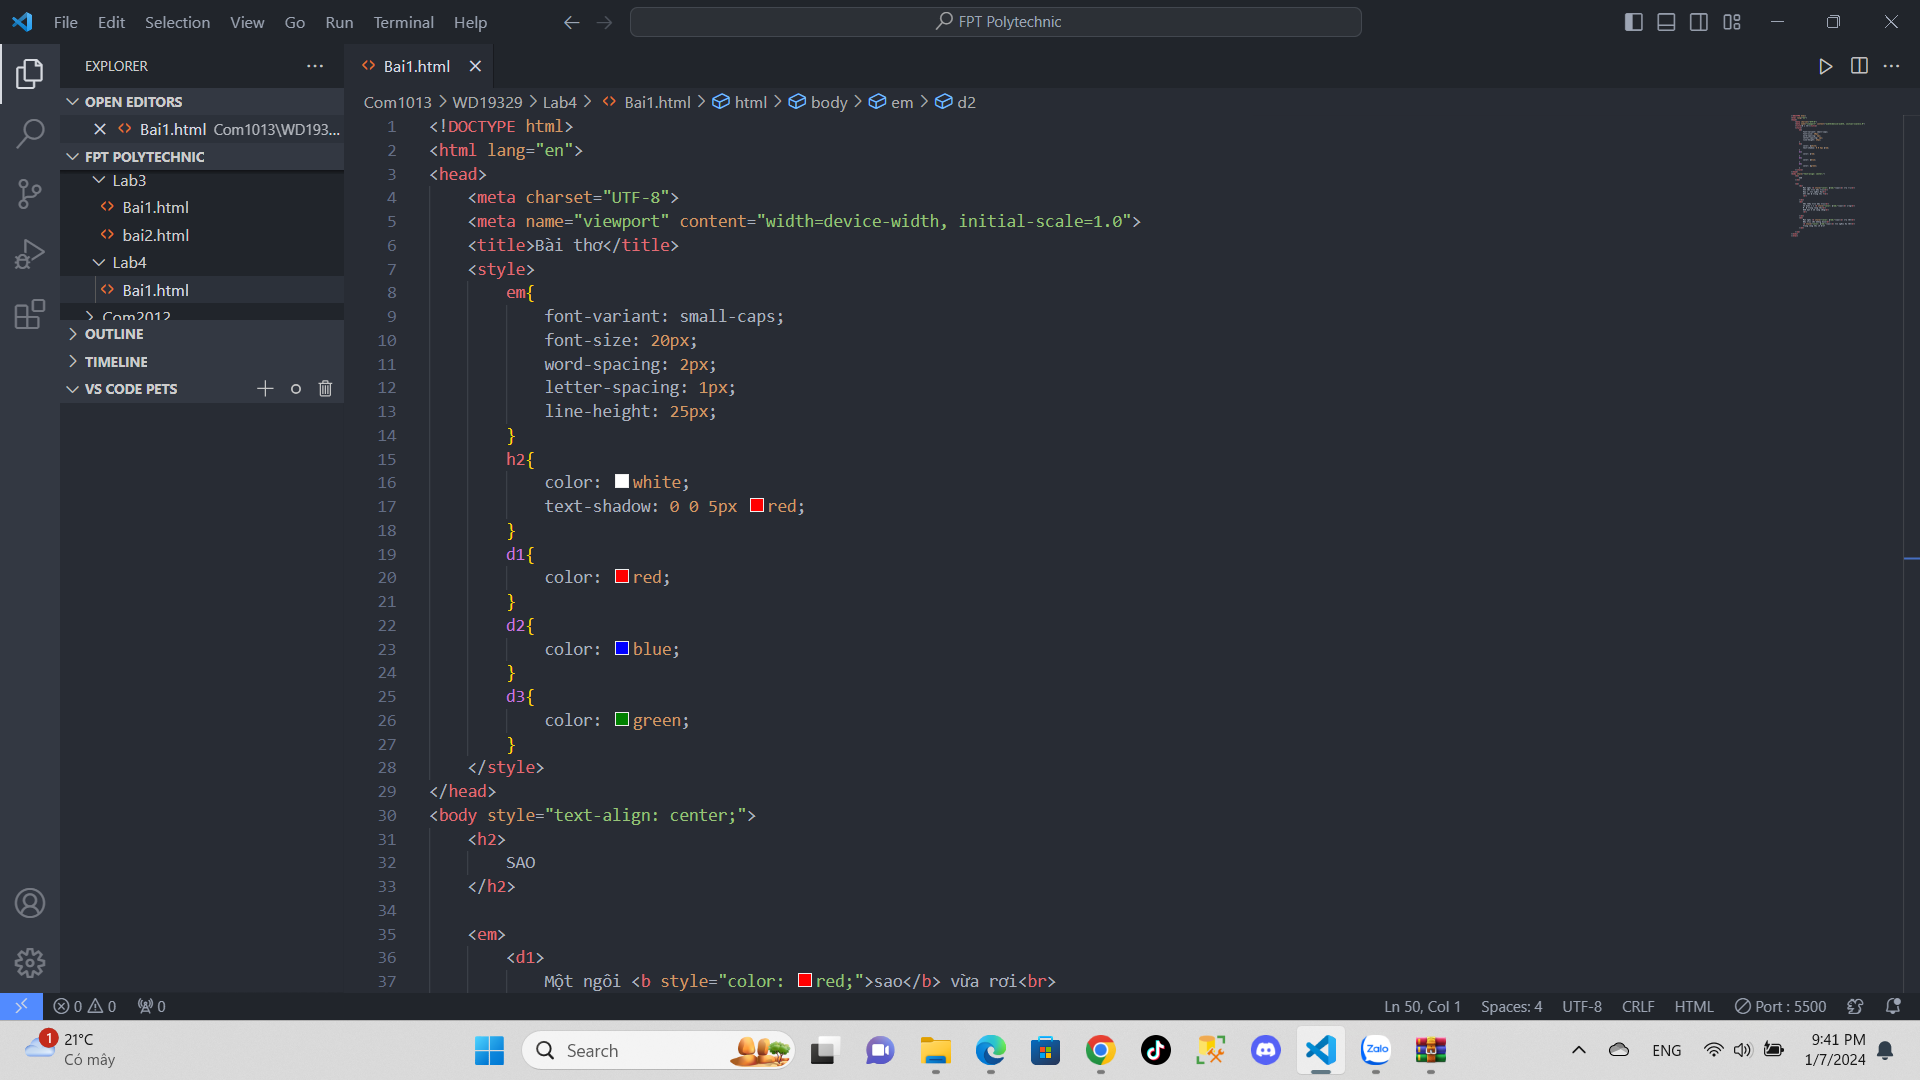 File Edit Selection View Go Run Terminal Help
FPT Polytechnic
EXPLORER
OPEN EDITORS
Bai1.html Com1013\WD193...
FPT POLYTECHNIC
Lab3
Bai1.html
bai2.html
Lab4
Bai1.html
Com2012
OUTLINE
TIMELINE
VS CODE PETS
Bai1.html
Com1013 > WD19329 > Lab4 > Bai1.html > html > body > em > d2
1 <!DOCTYPE html>
2 <html lang="en">
3 <head>
4 <meta charset="UTF-8">
5 <meta name="viewport" content="width=device-width, initial-scale=1.0">
6 <title>Bài thơ</title>
7 <style>
8 em{
9 font-variant: small-caps;
10 font-size: 20px;
11 word-spacing: 2px;
12 letter-spacing: 1px;
13 line-height: 25px;
14 }
15 h2{
16 color: white;
17 text-shadow: 0 0 5px red;
18 }
19 d1{
20 color: red;
21 }
22 d2{
23 color: blue;
24 }
25 d3{
26 color: green;
27 }
28 </style>
29 </head>
30 <body style="text-align: center;">
31 <h2>
32 SAO
33 </h2>
34
35 <em>
36 <d1>
37 Một ngôi <b style="color: red;">sao</b> vừa rơi<br>
0 0 0
Ln 50, Col 1 Spaces: 4 UTF-8 CRLF HTML Port : 5500
1
21°C
Có mây
Search
Zalo
ENG
9:41 PM
1/7/2024